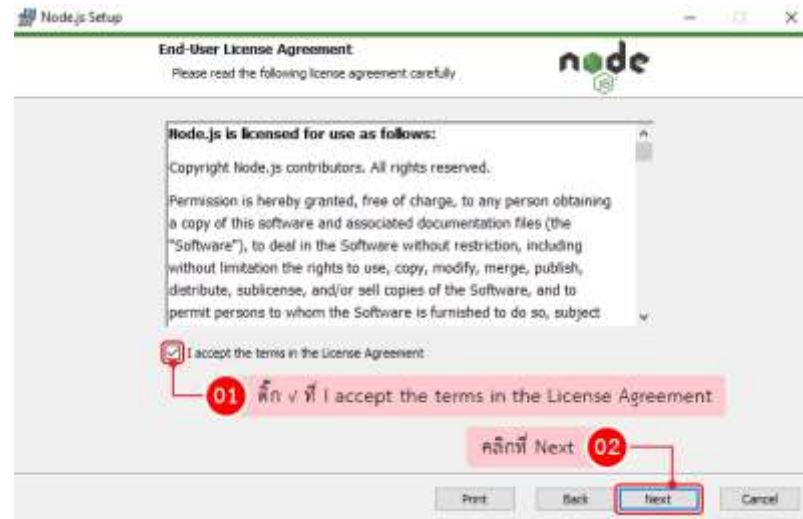 Node.js Setup
End-User License Agreement
Please read the following license agreement carefully
node
JS
Node.js is licensed for use as follows:
Copyright Node.js contributors. All rights reserved.
Permission is hereby granted, free of charge, to any person obtaining
a copy of this software and associated documentation files (the
"Software"), to deal in the Software without restriction, including
without limitation the rights to use, copy, modify, merge, publish,
distribute, sublicense, and/or sell copies of the Software, and to
permit persons to whom the Software is furnished to do so, subject
I accept the terms in the License Agreement
01 ติ๊ก √ ที่ I accept the terms in the License Agreement
คลิกที่ Next 02
Print Back Next Cancel